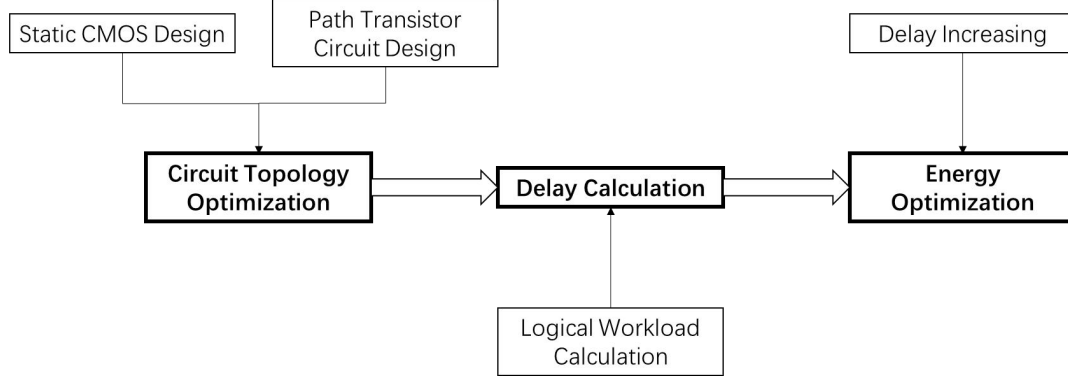 Static CMOS Design
Path Transistor
Circuit Design
Delay Increasing
Circuit Topology
Optimization
Delay Calculation
Energy
Optimization
Logical Workload
Calculation